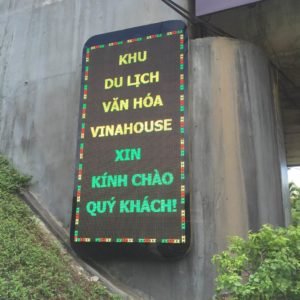 KHU
DU LỊCH
VĂN HÓA
VINAHOUSE
XIN
KÍNH CHÀO
QUÝ KHÁCH!